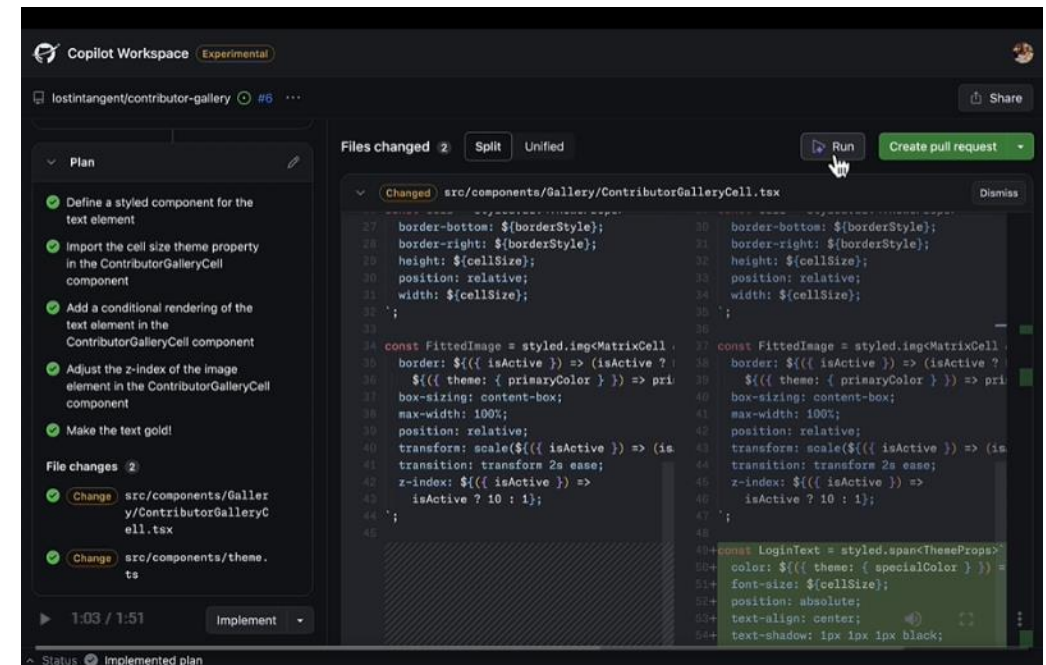 Copilot Workspace Experimental
lostintangent/contributor-gallery #6 ...
Share
Plan
Define a styled component for the
text element
Import the cell size theme property
in the ContributorGalleryCell
component
Add a conditional rendering of the
text element in the
ContributorGalleryCell component
Adjust the z-index of the image
element in the ContributorGalleryCell
component
Make the text gold!
File changes 2
Change src/components/Galler
y/ContributorGalleryC
ell.tsx
Change src/components/theme.
ts
1:03 / 1:51
Implement
Status Implemented plan
Files changed 2 Split Unified
Run
Create pull request
Changed src/components/Gallery/ContributorGalleryCell.tsx
Dismiss
27 border-bottom: ${borderStyle};
28 border-right: ${borderStyle};
29 height: ${cellSize};
30 position: relative;
31 width: ${cellSize};
32 `;
33
34 const FittedImage = styled.img<MatrixCell
35 border: ${({ isActive }) => (isActive ?
36 ${({ theme: { primaryColor } }) => pri
37 box-sizing: content-box;
38 max-width: 100%;
39 position: relative;
40 transform: scale(${({ isActive }) => (is
41 transition: transform 2s ease;
42 z-index: ${({ isActive }) =>
43 isActive ? 10 : 1};
44 `;
45
30 border-bottom: ${borderStyle};
31 border-right: ${borderStyle};
32 height: ${cellSize};
33 position: relative;
34 width: ${cellSize};
35 `;
36
37 const FittedImage = styled.img<MatrixCell
38 border: ${({ isActive }) => (isActive ?
39 ${({ theme: { primaryColor } }) => pri
40 box-sizing: content-box;
41 max-width: 100%;
42 position: relative;
43 transform: scale(${({ isActive }) => (is
44 transition: transform 2s ease;
45 z-index: ${({ isActive }) =>
46 isActive ? 10 : 1};
47 `;
48
49+const LoginText = styled.span<ThemeProps>`
50+ color: ${({ theme: { specialColor } }) =
51+ font-size: ${cellSize};
52+ position: absolute;
53+ text-align: center;
54+ text-shadow: 1px 1px 1px black;